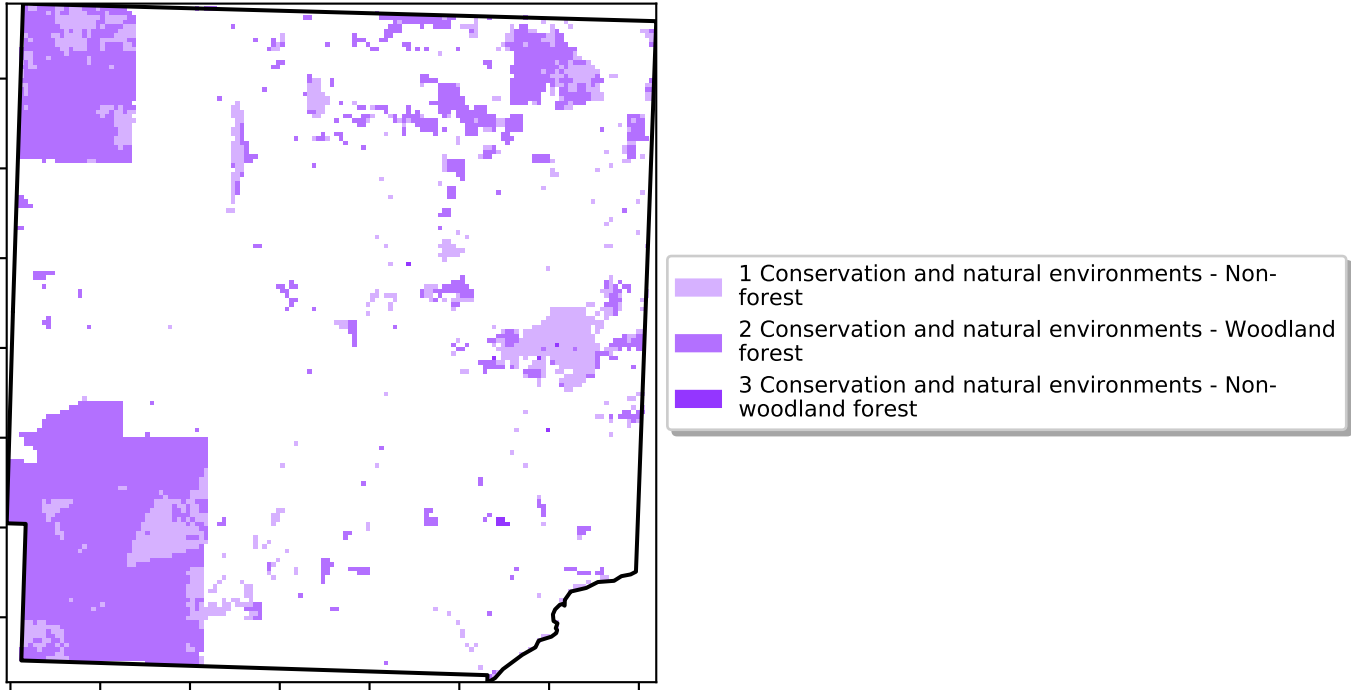 1 Conservation and natural environments - Non-
forest
2 Conservation and natural environments - Woodland
forest
3 Conservation and natural environments - Non-
woodland forest